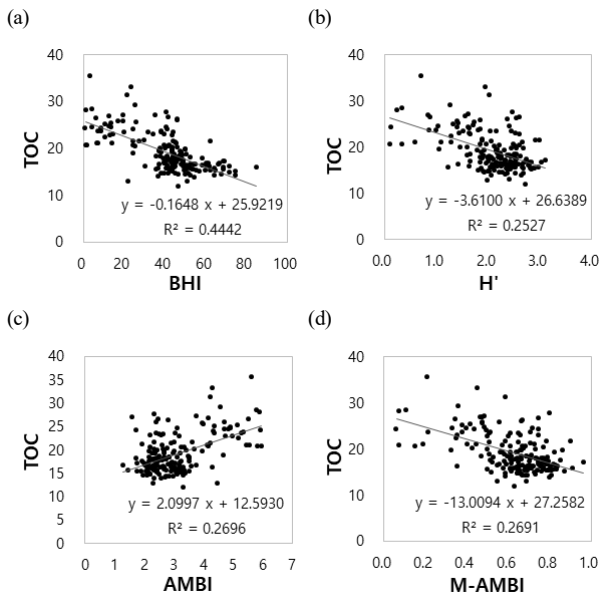 (a)
(b)
40
30
20
10
0
TOC
y = -0.1648 x + 25.9219
R² = 0.4442
0 20 40 60 80 100
BHI
40
30
20
10
0
TOC
y = -3.6100 x + 26.6389
R² = 0.2527
0.0 1.0 2.0 3.0 4.0
H'
(c)
(d)
40
35
30
25
20
15
10
5
0
TOC
y = 2.0997 x + 12.5930
R² = 0.2696
0 1 2 3 4 5 6 7
AMBI
40
30
20
10
0
TOC
y = -13.0094 x + 27.2582
R² = 0.2691
0.0 0.2 0.4 0.6 0.8 1.0
M-AMBI